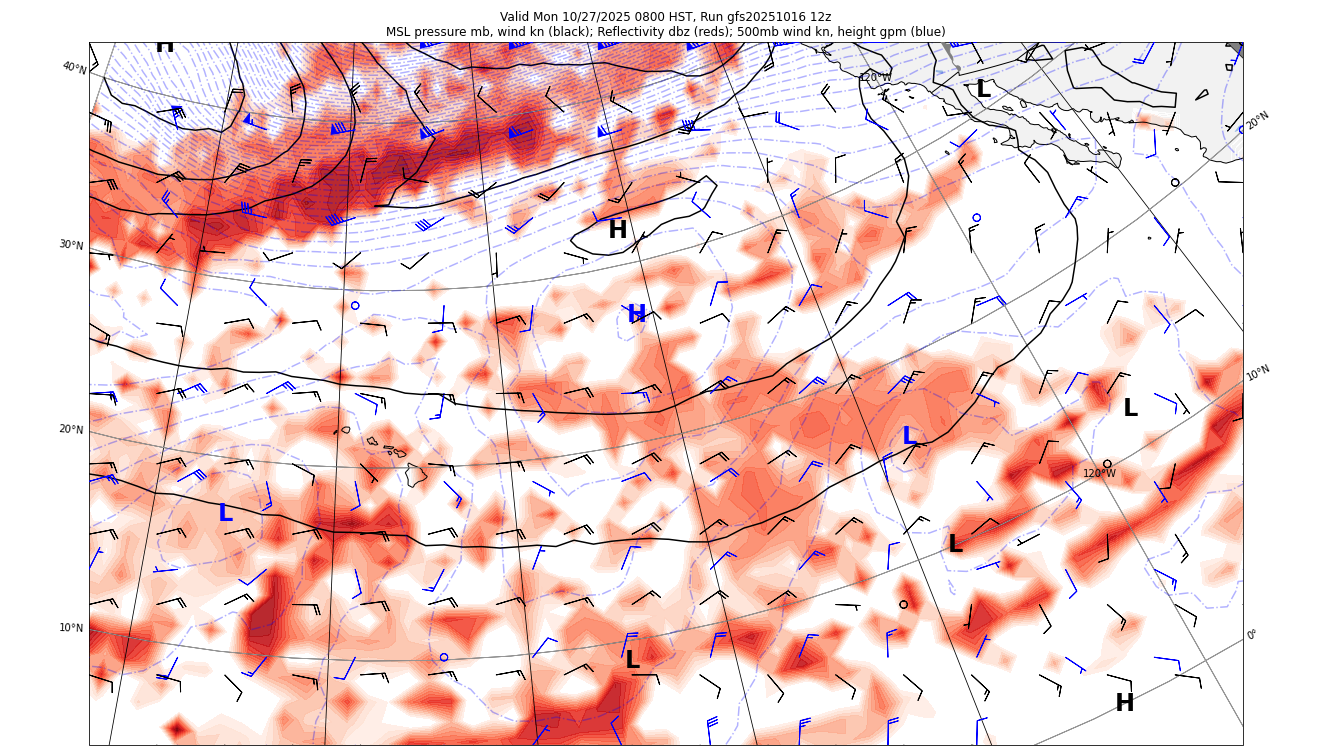 Valid Mon 10/27/2025 0800 HST, Run gfs20251016 12z
MSL pressure mb, wind kn (black); Reflectivity dbz (reds); 500mb wind kn, height gpm (blue)
H
40°N
120°W
L
20°N
30°N
H
H
10°N
L
20°N
L
120°W
L
L
10°N
0°
L
H